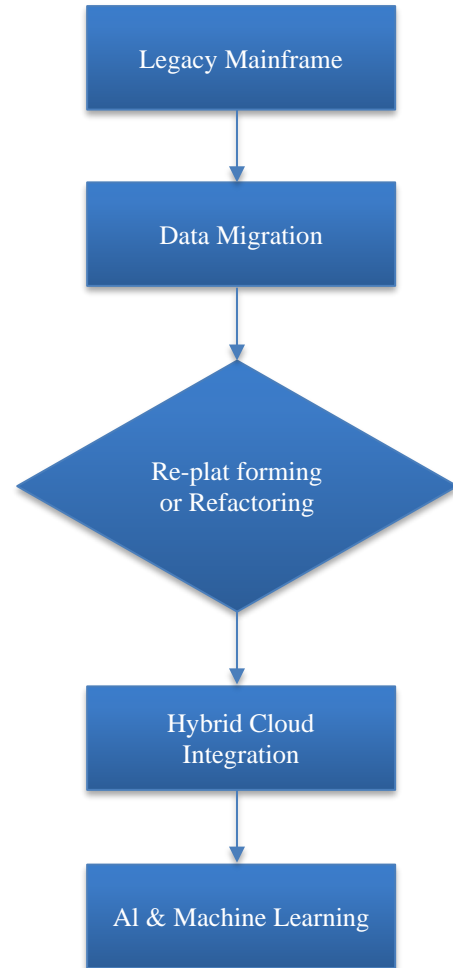 Legacy Mainframe
Data Migration
Re-plat forming
or Refactoring
Hybrid Cloud
Integration
Al & Machine Learning